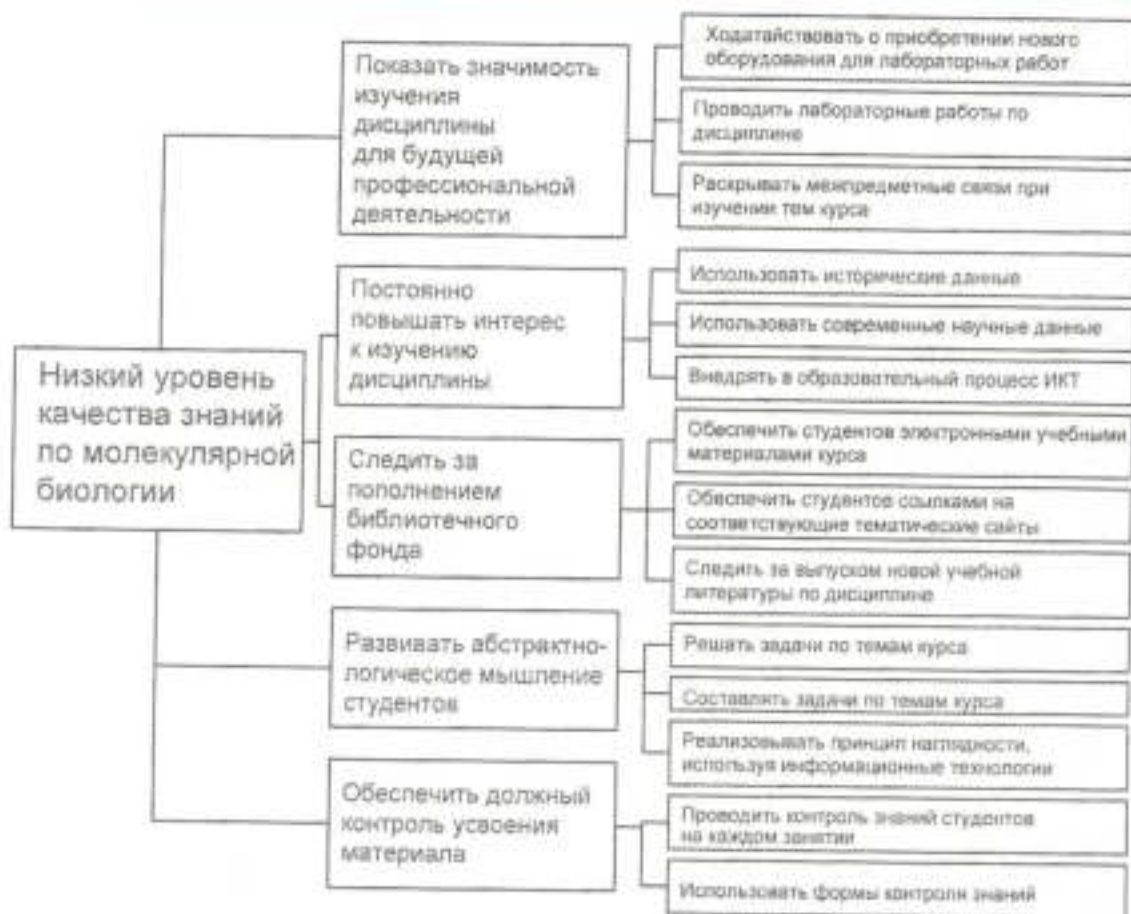 Низкий уровень
качества знаний
по молекулярной
биологии
Показать значимость
изучения
дисциплины
для будущей
профессиональной
деятельности
Ходатайствовать о приобретении нового
оборудования для лабораторных работ
Проводить лабораторные работы по
дисциплине
Раскрывать межпредметные связи при
изучении тем курса
Постоянно
повышать интерес
к изучению
дисциплины
Использовать исторические данные
Использовать современные научные данные
Внедрять в образовательный процесс ИКТ
Следить за
пополнением
библиотечного
фонда
Обеспечить студентов электронными учебными
материалами курса
Обеспечить студентов ссылками на
соответствующие тематические сайты
Следить за выпуском новой учебной
литературы по дисциплине
Развивать абстрактно-
логическое мышление
студентов
Решать задачи по темам курса
Составлять задачи по темам курса
Реализовывать принцип наглядности,
используя информационные технологии
Обеспечить должный
контроль усвоения
материала
Проводить контроль знаний студентов
на каждом занятии
Использовать формы контроля знаний